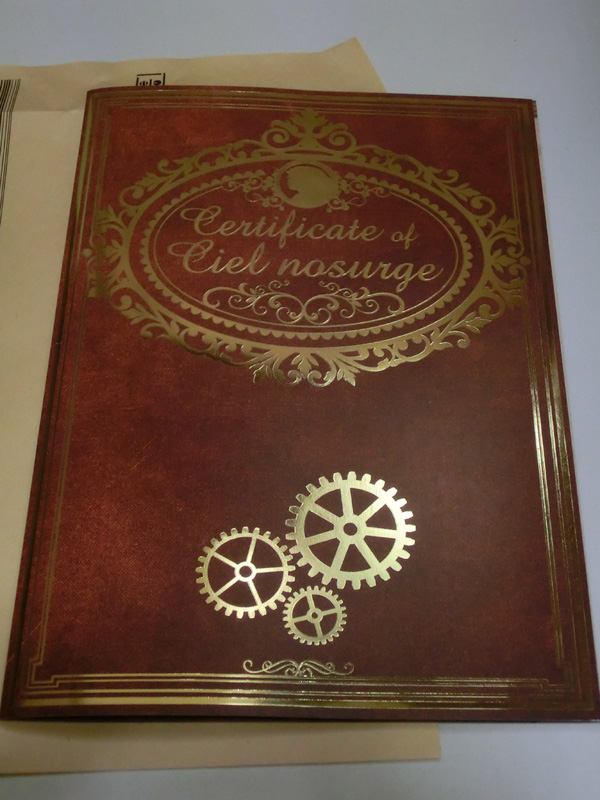 Certificate of
Ciel nosurge